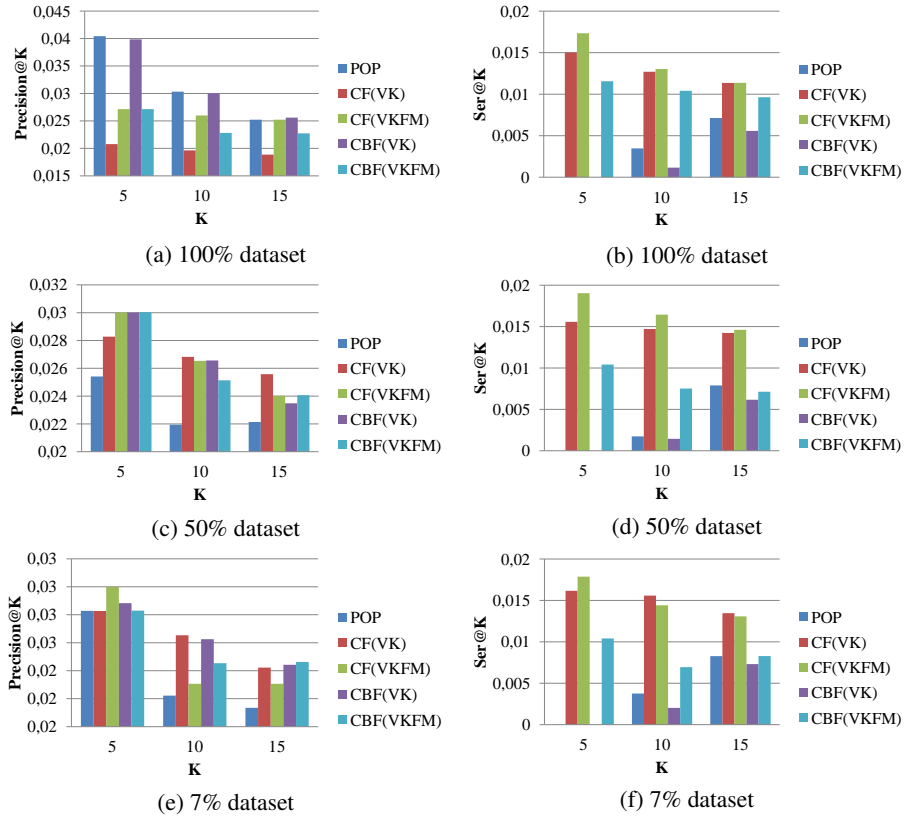 0,045
0,04
0,035
0,03
0,025
0,02
0,015
Precision@K
5
10
15
K
POP
CF(VK)
CF(VKFM)
CBF(VK)
CBF(VKFM)
(a) 100% dataset
0,02
0,015
0,01
0,005
0
Ser@K
5
10
15
K
POP
CF(VK)
CF(VKFM)
CBF(VK)
CBF(VKFM)
(b) 100% dataset
0,032
0,03
0,028
0,026
0,024
0,022
0,02
Precision@K
5
10
15
K
POP
CF(VK)
CF(VKFM)
CBF(VK)
CBF(VKFM)
(c) 50% dataset
0,02
0,015
0,01
0,005
0
Ser@K
5
10
15
K
POP
CF(VK)
CF(VKFM)
CBF(VK)
CBF(VKFM)
(d) 50% dataset
0,03
0,03
0,03
0,03
0,02
0,02
0,02
Precision@K
5
10
15
K
POP
CF(VK)
CF(VKFM)
CBF(VK)
CBF(VKFM)
(e) 7% dataset
0,02
0,015
0,01
0,005
0
Ser@K
5
10
15
K
POP
CF(VK)
CF(VKFM)
CBF(VK)
CBF(VKFM)
(f) 7% dataset